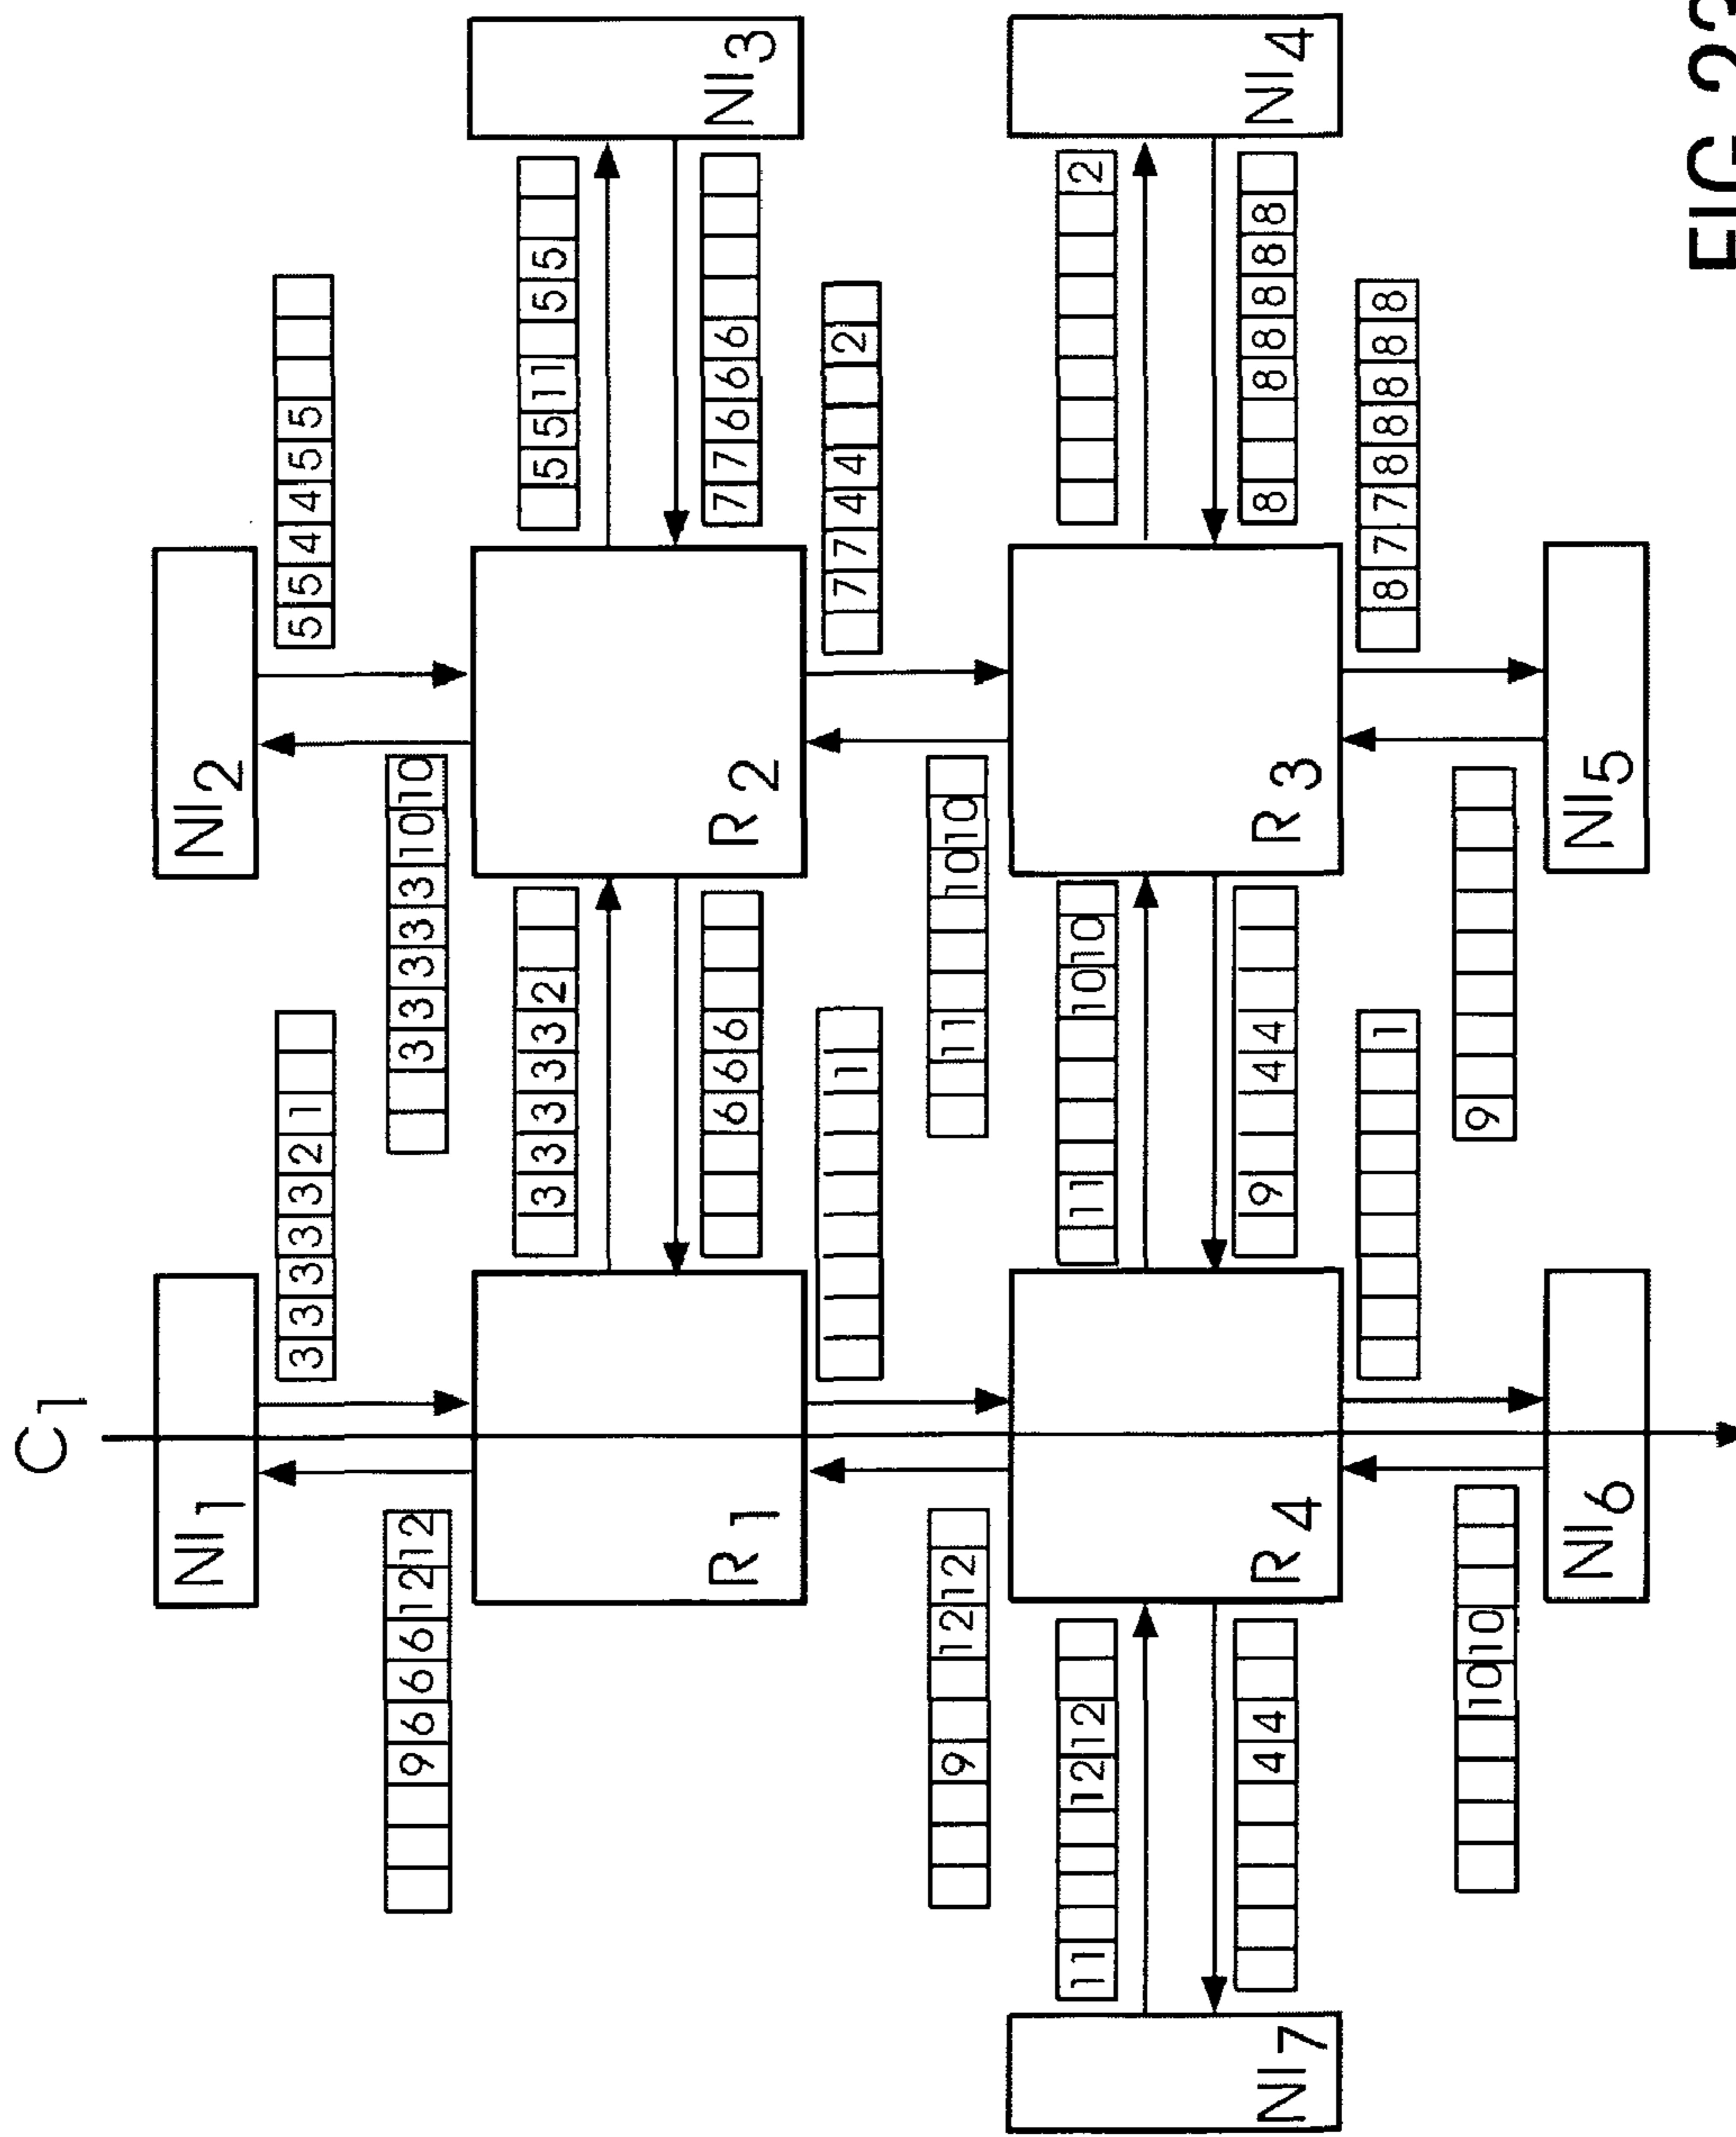 C1
NI1
NI2
3 3 3 3 3 2 1
5 5 4 4 5 5
9 6 6 6 12 12
3 3 3 3 3 10 10
3 3 3 3 3 2
5 5 11 5 5
R1
6 6 6
R2
7 7 6 6 6
NI3
1
7 7 4 4 2
9 12 12
11 10 10
11 12 12
11 10 10
2
NI7
4 4
R4
9 4 4
R3
8 8 8 8 8 8
NI4
1
8 7 7 8 8 8 8 8
10 10
9
NI6
NI5
FIG 23